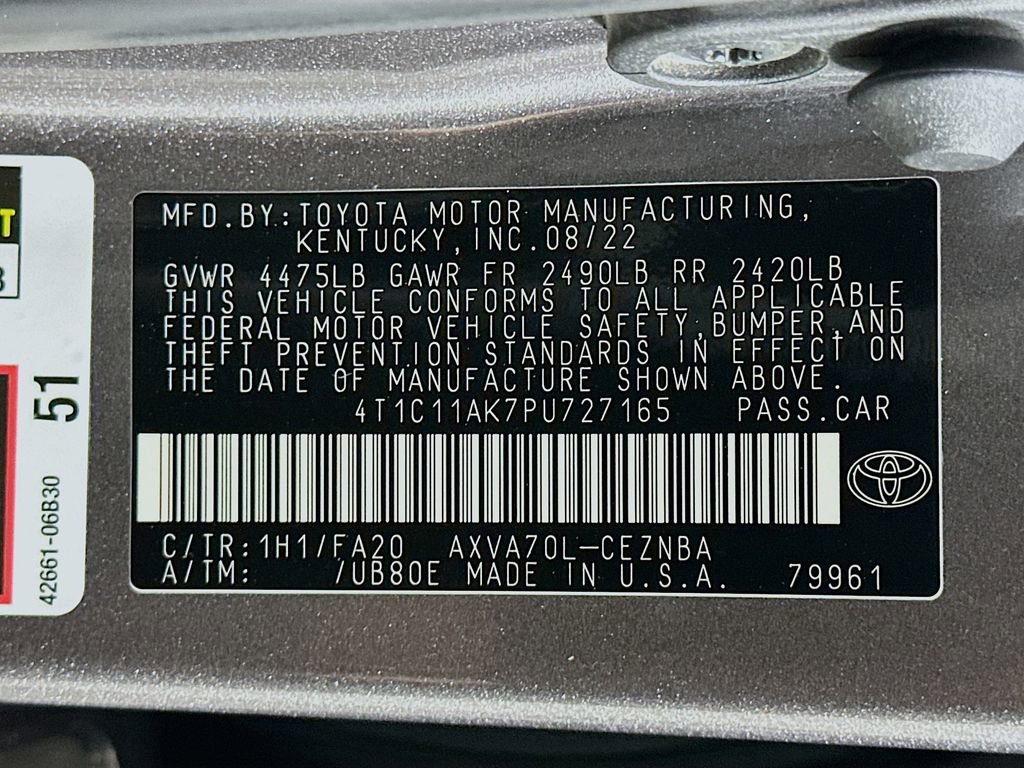 MFD.BY:TOYOTA MOTOR MANUFACTURING,
KENTUCKY,INC.08/22
GVWR 4475LB GAWR FR 2490LB RR 2420LB
THIS VEHICLE CONFORMS TO ALL APPLICABLE
FEDERAL MOTOR VEHICLE SAFETY,BUMPER,AND
THEFT PREVENTION STANDARDS IN EFFECT ON
THE DATE OF MANUFACTURE SHOWN ABOVE.
4T1C11AK7PU727165 PASS.CAR
C/TR:1H1/FA20 AXVA70L-CEZNBA
A/TM: /UB80E MADE IN U.S.A. 79961
T
3
51
42661-06B30